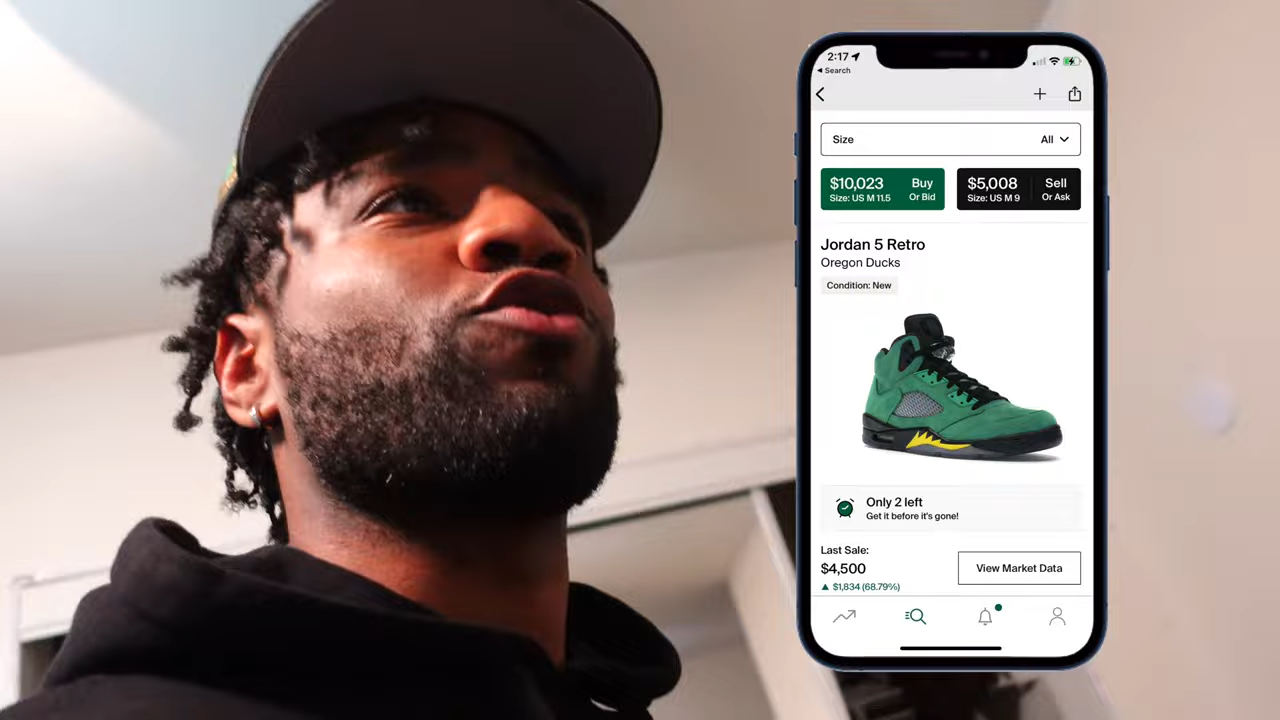 2:17
Search
Size
All
$10,023
Buy
Size: US M 11.5
Or Bid
$5,008
Sell
Size: US M 9
Or Ask
Jordan 5 Retro
Oregon Ducks
Condition: New
Only 2 left
Get it before it's gone!
Last Sale:
$4,500
View Market Data
$1,834 (68.79%)